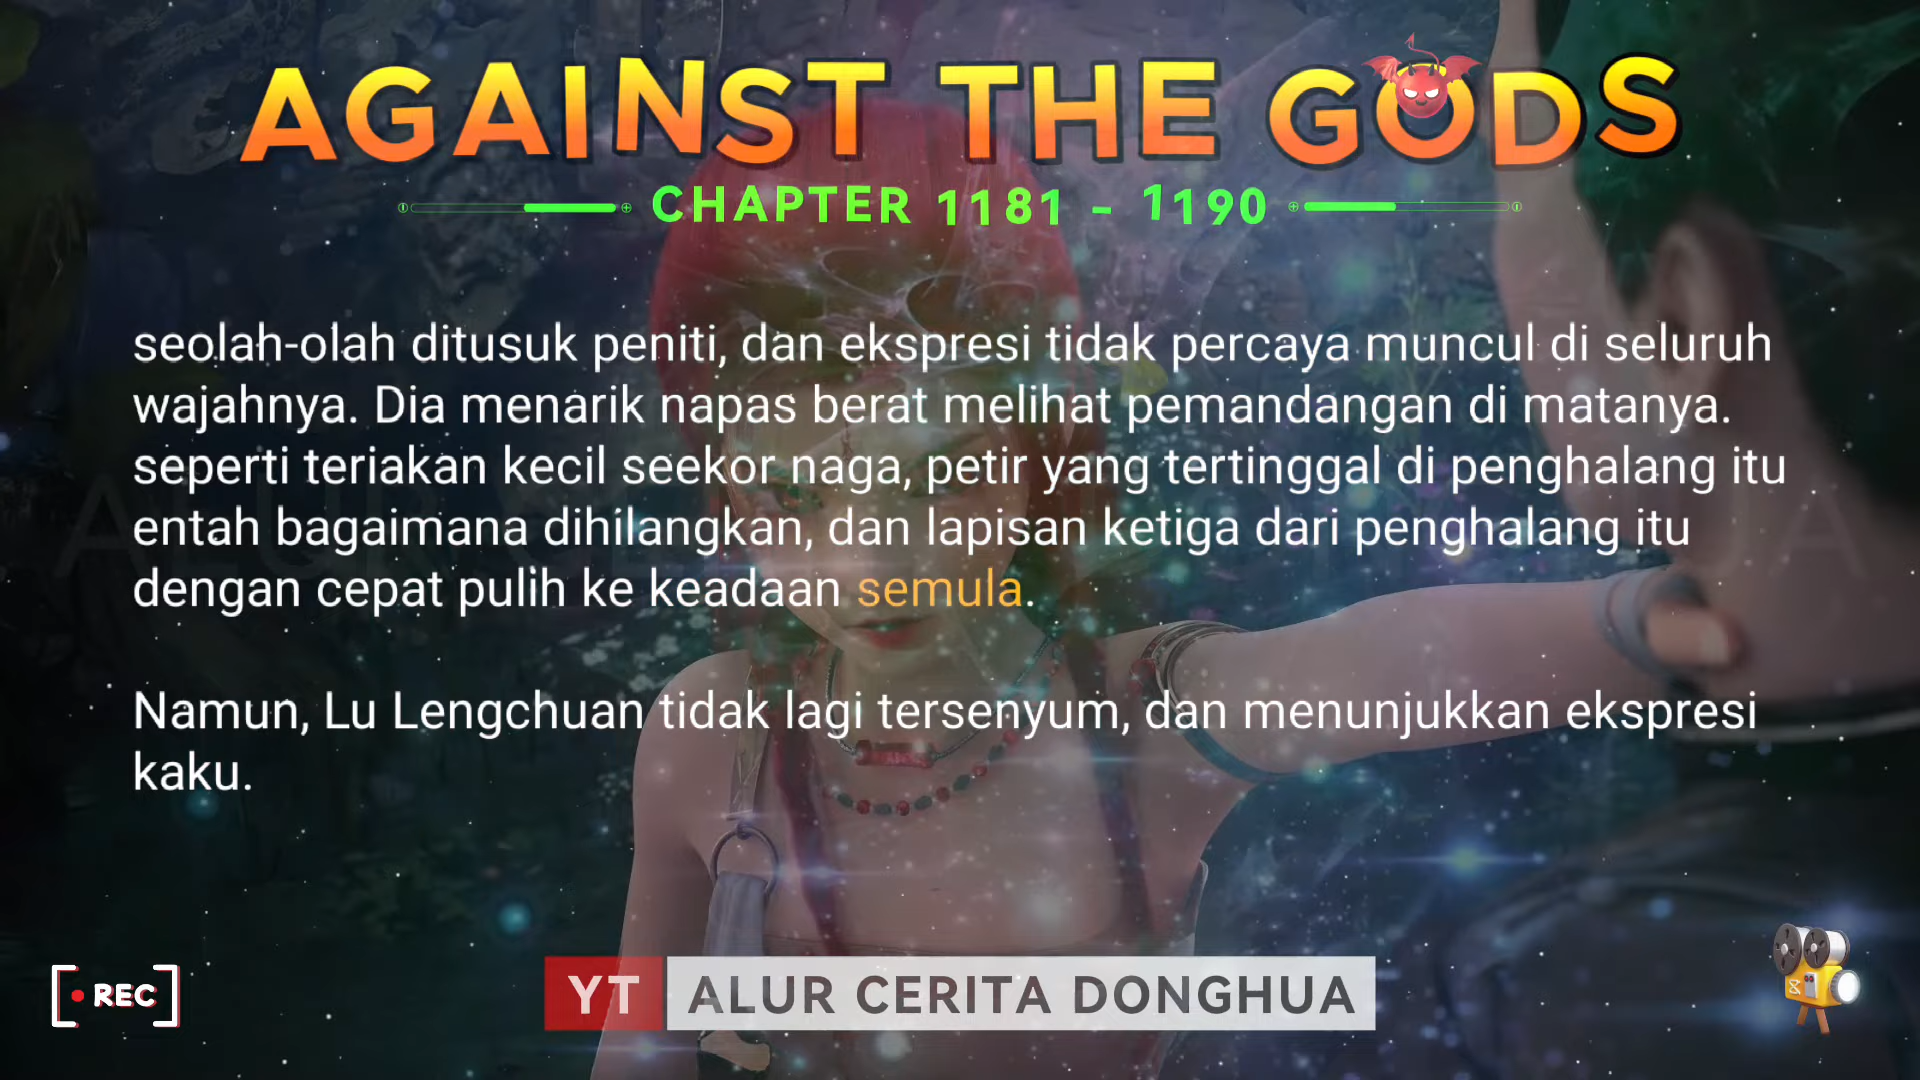 AGAINST THE GODS
CHAPTER 1181 - 1190
seolah-olah ditusuk peniti, dan ekspresi tidak percaya muncul di seluruh
wajahnya. Dia menarik napas berat melihat pemandangan di matanya.
seperti teriakan kecil seekor naga, petir yang tertinggal di penghalang itu
entah bagaimana dihilangkan, dan lapisan ketiga dari penghalang itu
dengan cepat pulih ke keadaan semula.
Namun, Lu Lengchuan tidak lagi tersenyum, dan menunjukkan ekspresi
kaku.
REC
YT ALUR CERITA DONGHUA